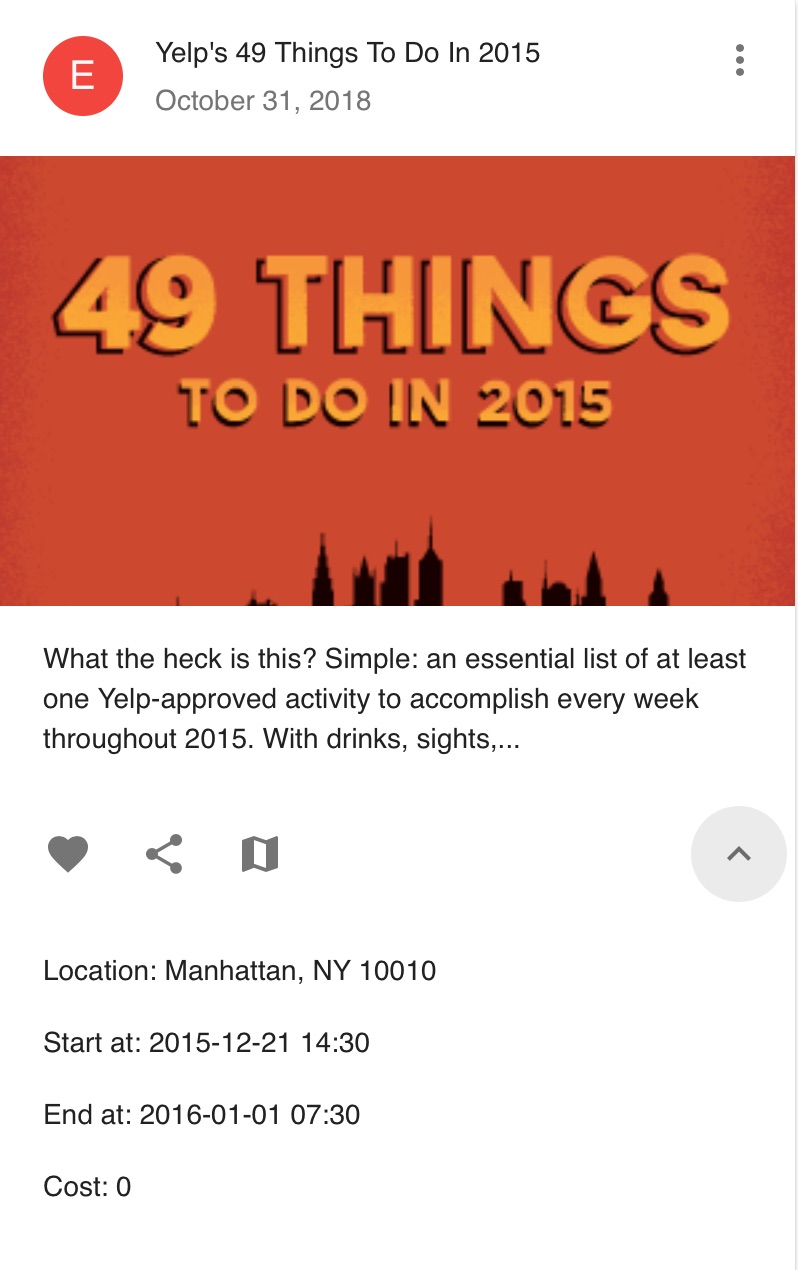 E
Yelp's 49 Things To Do In 2015
October 31, 2018
49 THINGS
TO DO IN 2015
What the heck is this? Simple: an essential list of at least
one Yelp-approved activity to accomplish every week
throughout 2015. With drinks, sights,...
Location: Manhattan, NY 10010
Start at: 2015-12-21 14:30
End at: 2016-01-01 07:30
Cost: 0